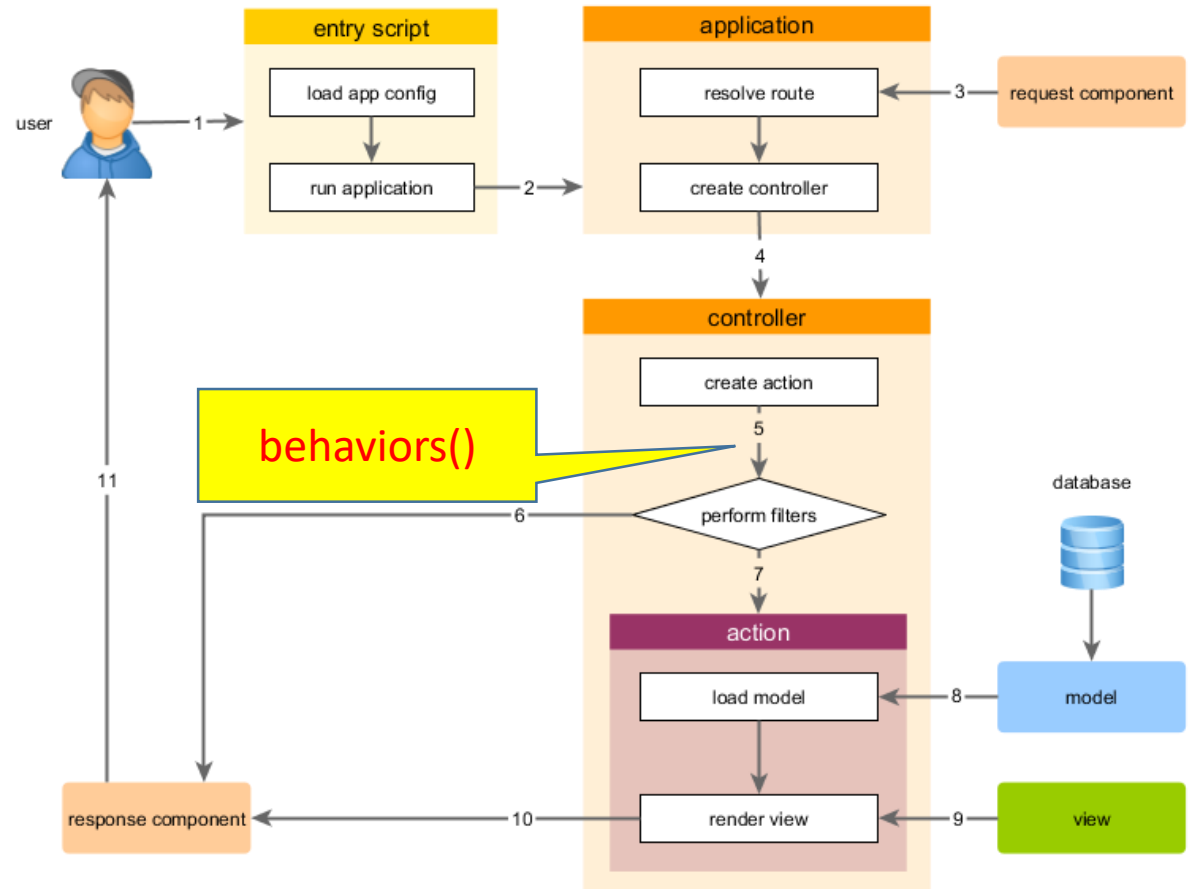 entry script
application
load app config
resolve route
3
request component
user
1
run application
2
create controller
4
controller
create action
behaviors()
5
11
database
6
perform filters
7
action
load model
8
model
response component
10
render view
9
view